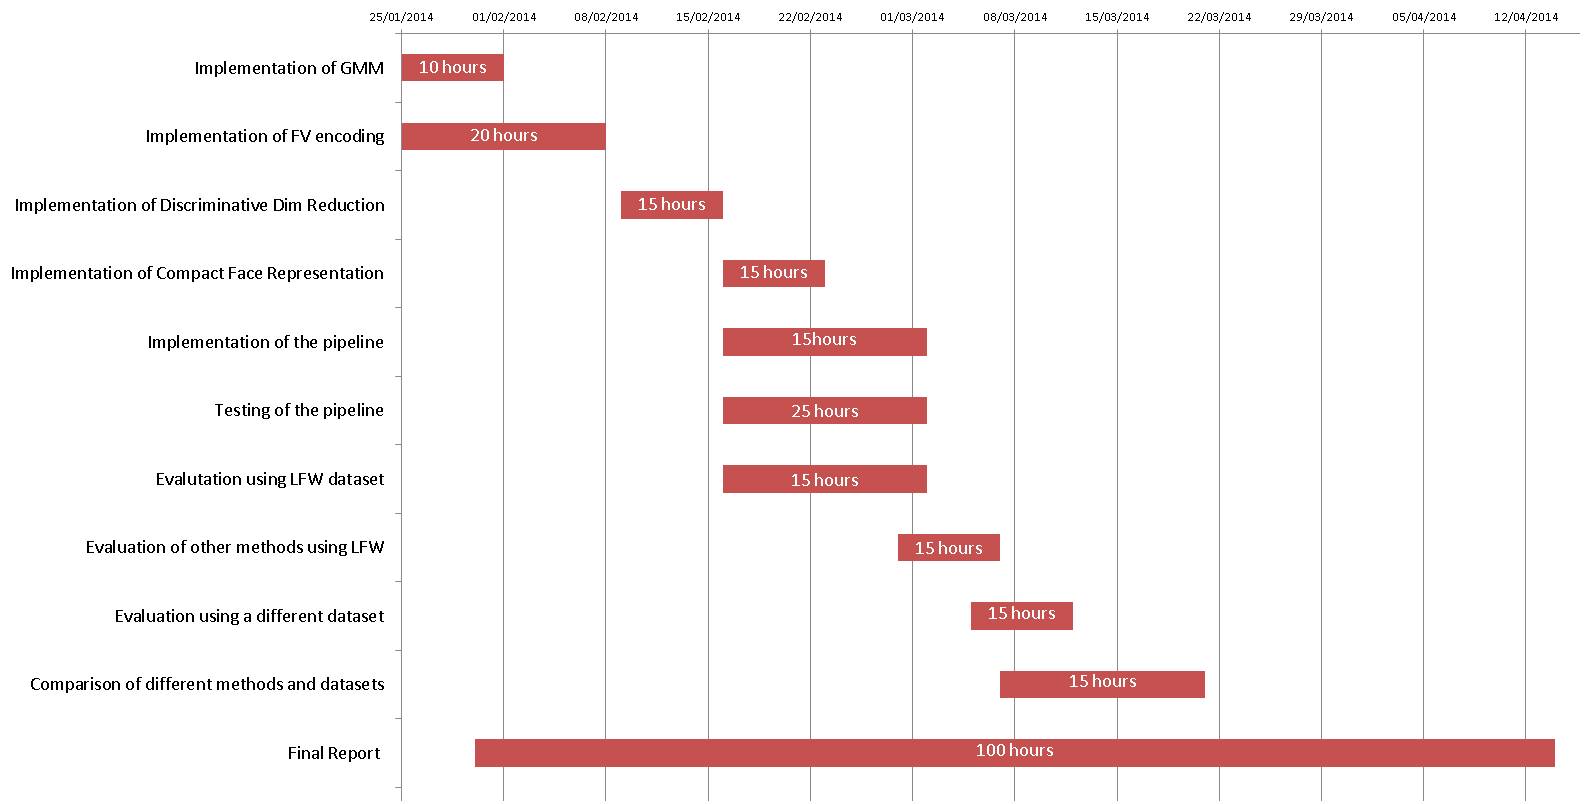 25/01/2014 01/02/2014 08/02/2014 15/02/2014 22/02/2014 01/03/2014 08/03/2014 15/03/2014 22/03/2014 29/03/2014 05/04/2014 12/04/2014
Implementation of GMM 10 hours
Implementation of FV encoding 20 hours
Implementation of Discriminative Dim Reduction 15 hours
Implementation of Compact Face Representation 15 hours
Implementation of the pipeline 15hours
Testing of the pipeline 25 hours
Evalutation using LFW dataset 15 hours
Evaluation of other methods using LFW 15 hours
Evaluation using a different dataset 15 hours
Comparison of different methods and datasets 15 hours
Final Report 100 hours